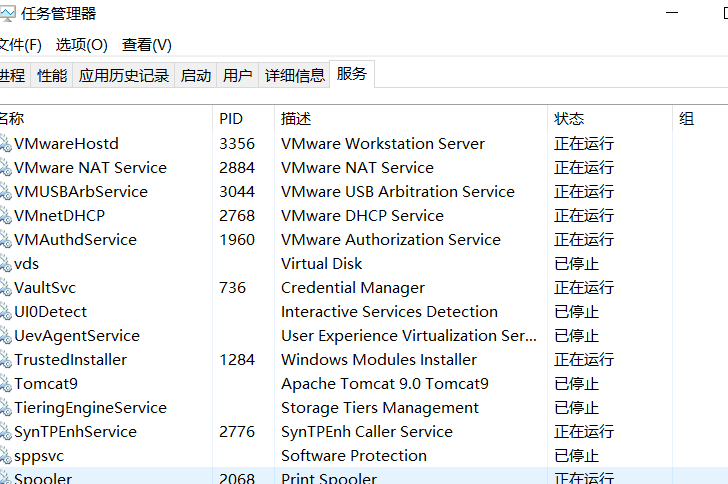 任务管理器
文件(F) 选项(O) 查看(V)
进程 性能 应用历史记录 启动 用户 详细信息 服务
名称 PID 描述 状态 组
VMwareHostd 3356 VMware Workstation Server 正在运行
VMware NAT Service 2884 VMware NAT Service 正在运行
VMUSBArbService 3044 VMware USB Arbitration Service 正在运行
VMnetDHCP 2768 VMware DHCP Service 正在运行
VMAuthdService 1960 VMware Authorization Service 正在运行
vds Virtual Disk 已停止
VaultSvc 736 Credential Manager 正在运行
UI0Detect Interactive Services Detection 已停止
UevAgentService User Experience Virtualization Ser... 已停止
TrustedInstaller 1284 Windows Modules Installer 正在运行
Tomcat9 Apache Tomcat 9.0 Tomcat9 已停止
TieringEngineService Storage Tiers Management 已停止
SynTPEnhService 2776 SynTPEnh Caller Service 正在运行
sppsvc Software Protection 已停止
Spooler 2068 Print Spooler 正在运行